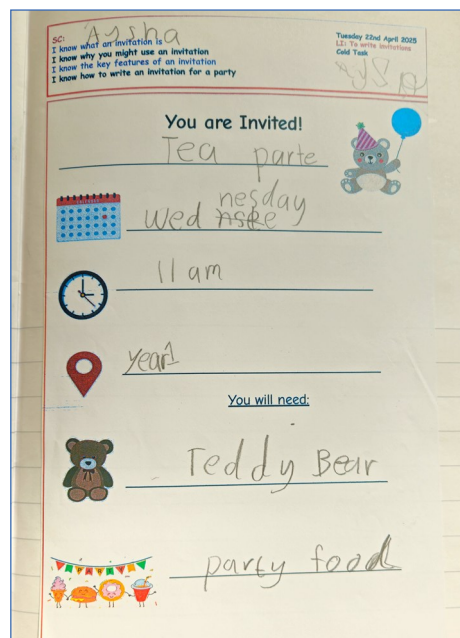 SC: Aysha
I know what an invitation is
I know why you might use an invitation
I know the key features of an invitation
I know how to write an invitation for a party
Tuesday 22nd April 2025
LI: To write invitations
Cold Task
You are Invited!
Tea parte
nesday
Wed
11 am
year1
You will need:
Teddy Bear
party food